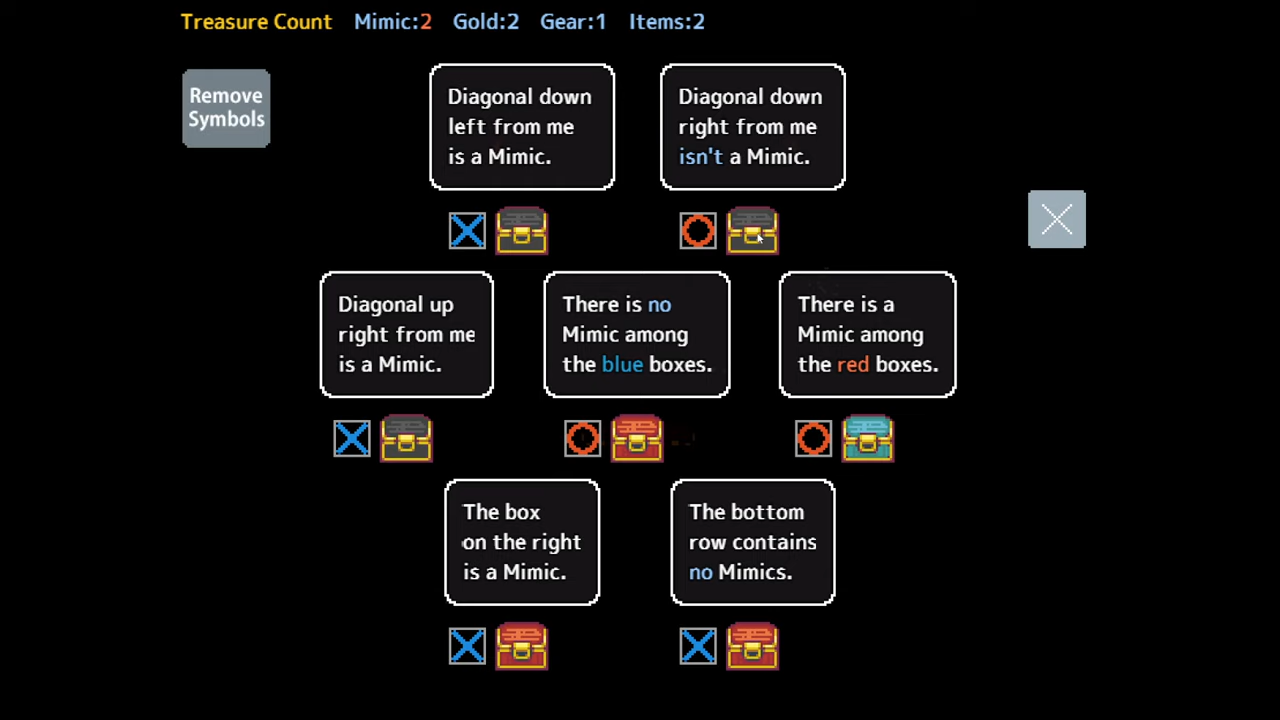 Treasure Count Mimic:2 Gold:2 Gear:1 Items:2
Remove
Symbols
Diagonal down
left from me
is a Mimic.
Diagonal down
right from me
isn't a Mimic.
Diagonal up
right from me
is a Mimic.
There is no
Mimic among
the blue boxes.
There is a
Mimic among
the red boxes.
The box
on the right
is a Mimic.
The bottom
row contains
no Mimics.